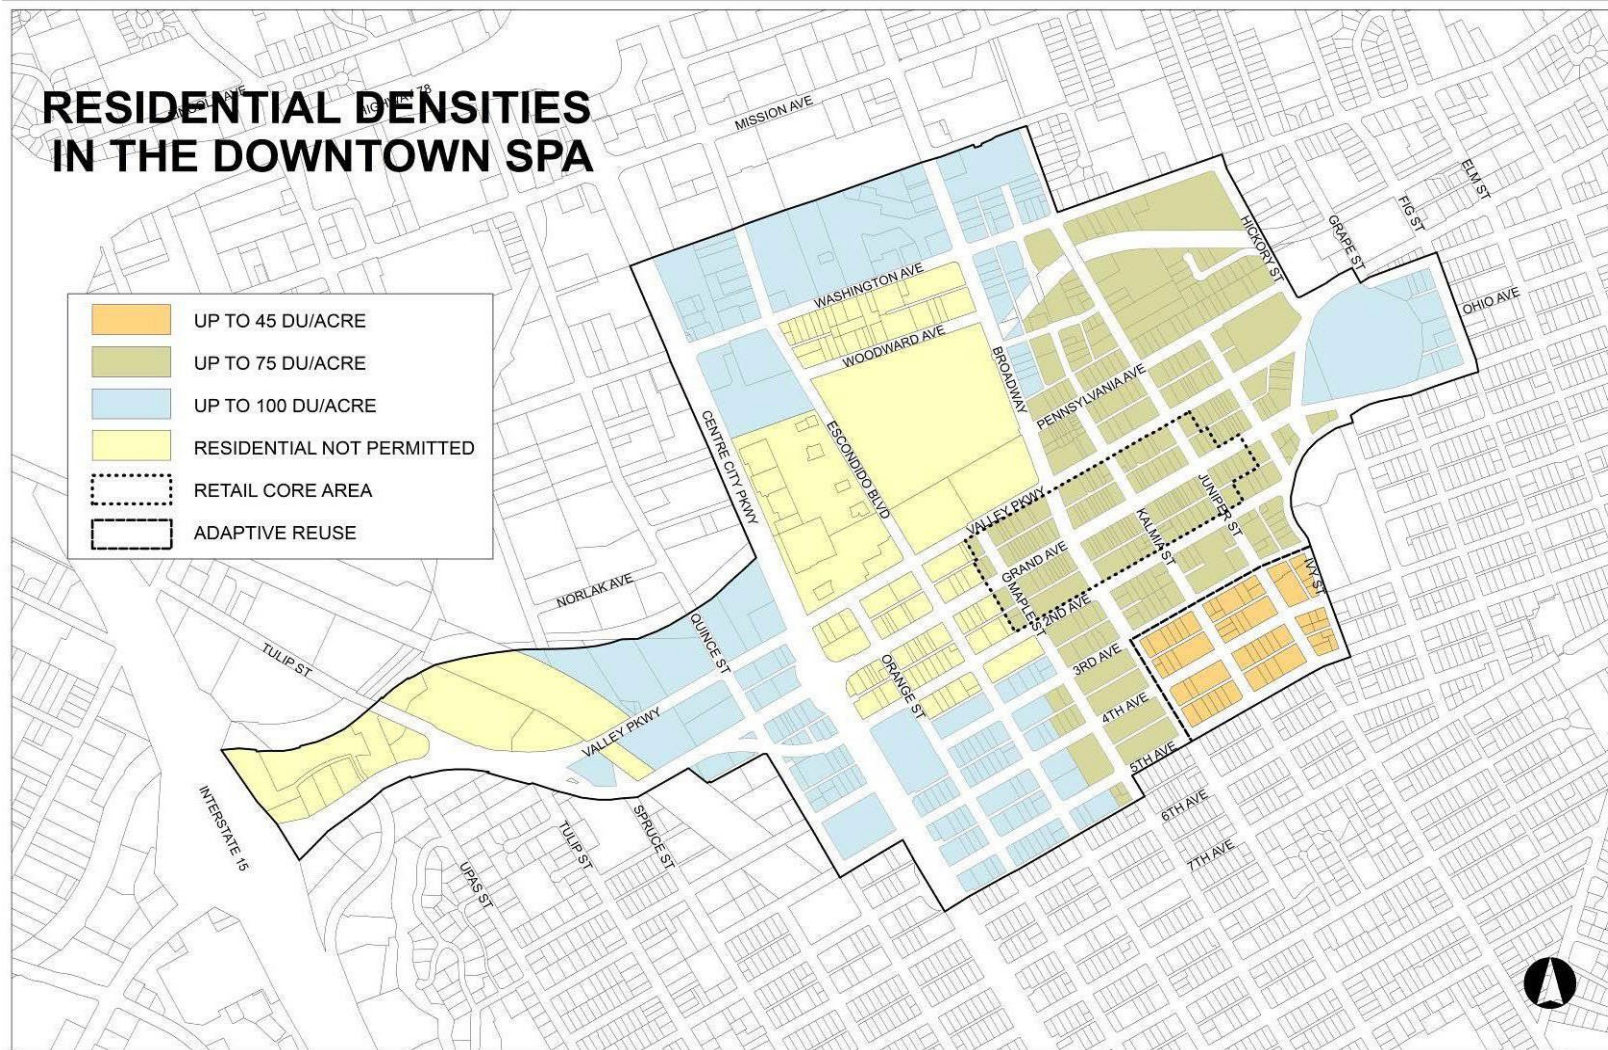 RESIDENTIAL DENSITIES
IN THE DOWNTOWN SPA
LINCOLN AVE
HIGHWAY 78
MISSION AVE
ELM ST
FIG ST
GRAPE ST
HICKORY ST
OHIO AVE
WASHINGTON AVE
WOODWARD AVE
BROADWAY
PENNSYLVANIA AVE
UP TO 45 DU/ACRE
UP TO 75 DU/ACRE
UP TO 100 DU/ACRE
RESIDENTIAL NOT PERMITTED
RETAIL CORE AREA
ADAPTIVE REUSE
CENTRE CITY PKWY
ESCONDIDO BLVD
VALLEY PKWY
JUNIPER ST
KALMIA ST
GRAND AVE
MAPLE ST
2ND AVE
IVY ST
NORLAK AVE
QUINCE ST
TULIP ST
ORANGE ST
3RD AVE
4TH AVE
VALLEY PKWY
5TH AVE
INTERSTATE 15
6TH AVE
7TH AVE
SPRUCE ST
TULIP ST
UPAS ST